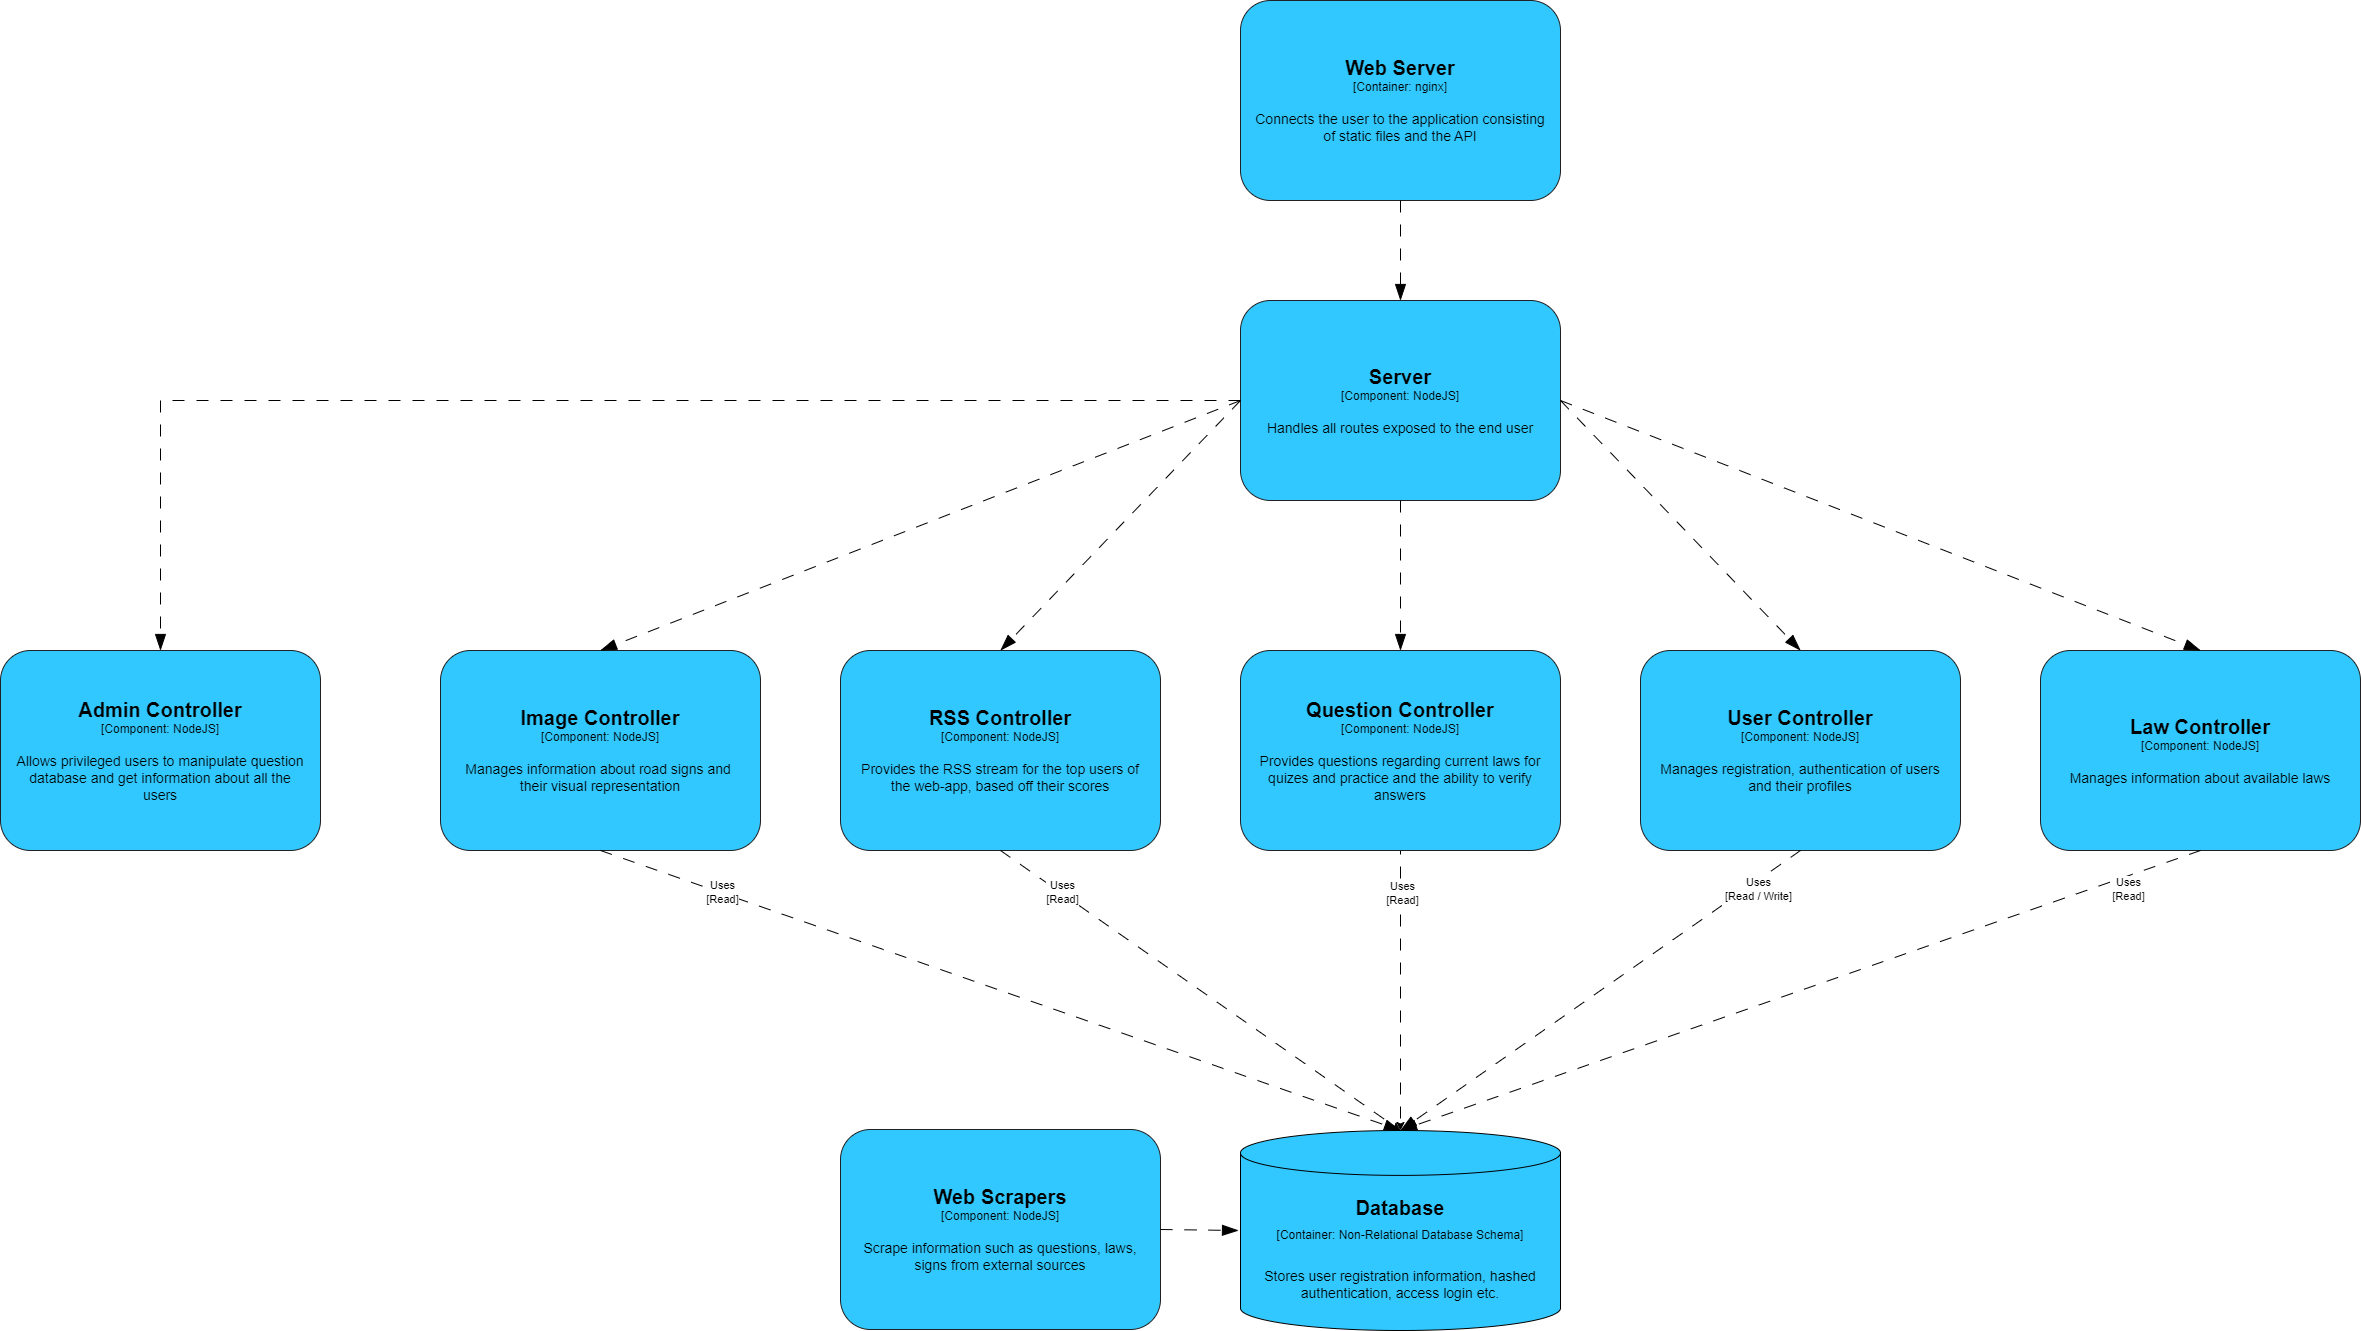 Web Server
[Container: nginx]
Connects the user to the application consisting
of static files and the API
Server
[Component: NodeJS]
Handles all routes exposed to the end user
Admin Controller
[Component: NodeJS]
Allows privileged users to manipulate question
database and get information about all the
users
Image Controller
[Component: NodeJS]
Manages information about road signs and
their visual representation
RSS Controller
[Component: NodeJS]
Provides the RSS stream for the top users of
the web-app, based off their scores
Question Controller
[Component: NodeJS]
Provides questions regarding current laws for
quizes and practice and the ability to verify
answers
User Controller
[Component: NodeJS]
Manages registration, authentication of users
and their profiles
Law Controller
[Component: NodeJS]
Manages information about available laws
Uses
[Read]
Uses
[Read]
Uses
[Read]
Uses
[Read / Write]
Uses
[Read]
Web Scrapers
[Component: NodeJS]
Scrape information such as questions, laws,
signs from external sources
Database
[Container: Non-Relational Database Schema]
Stores user registration information, hashed
authentication, access login etc.